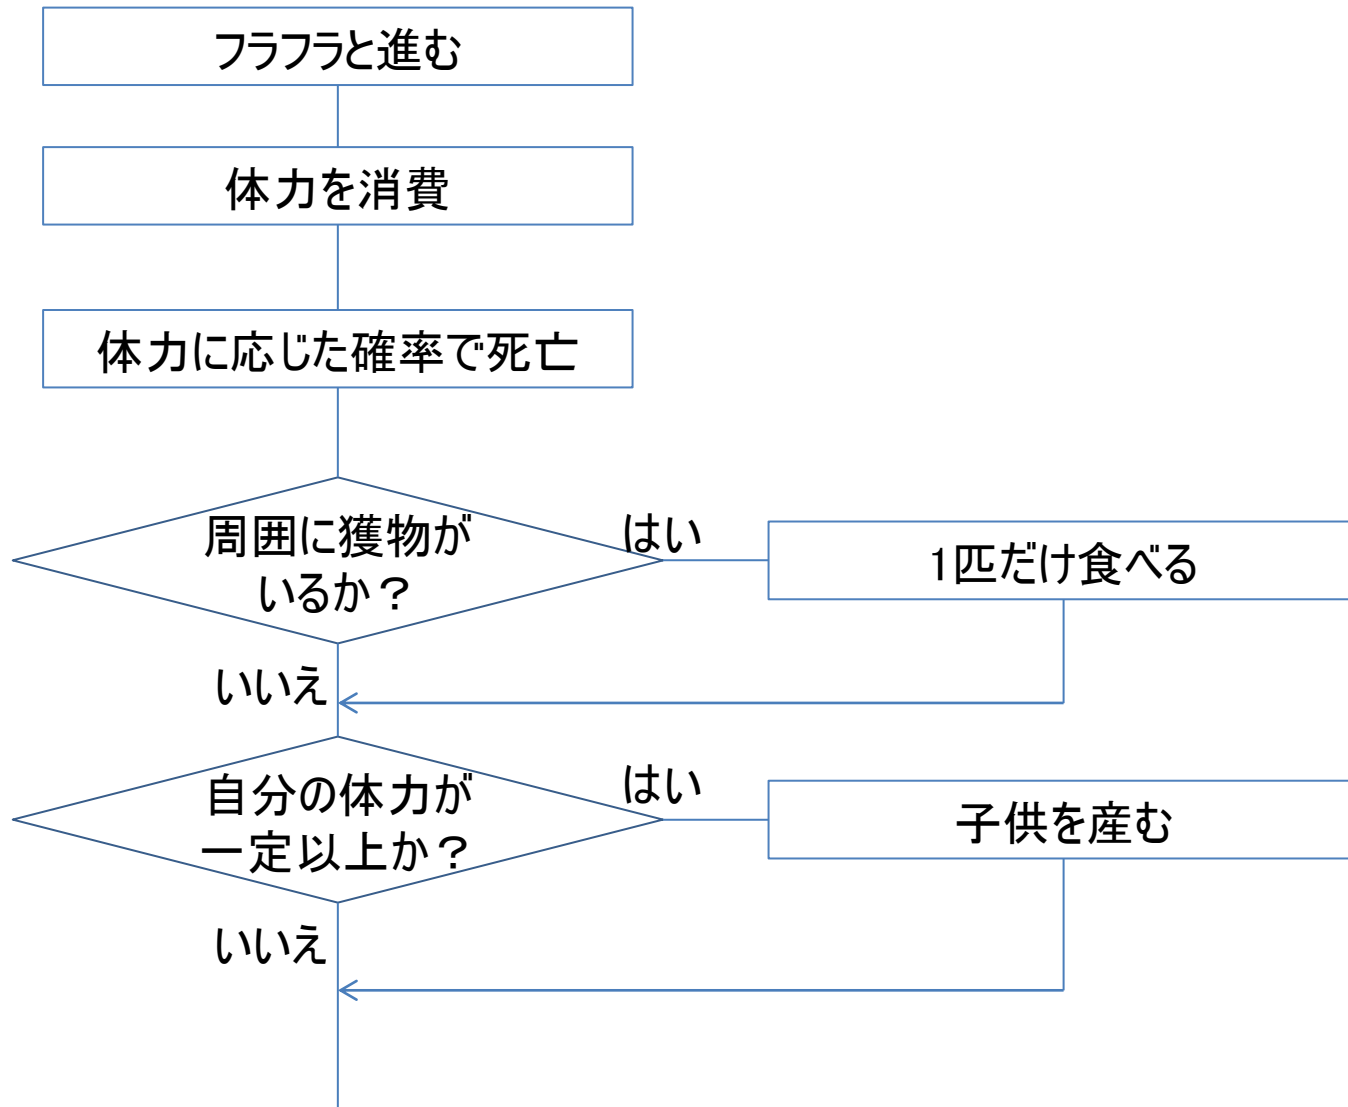 フラフラと進む
体力を消費
体力に応じた確率で死亡
周囲に獲物が
いるか？
はい
1匹だけ食べる
いいえ
自分の体力が
一定以上か？
はい
子供を産む
いいえ